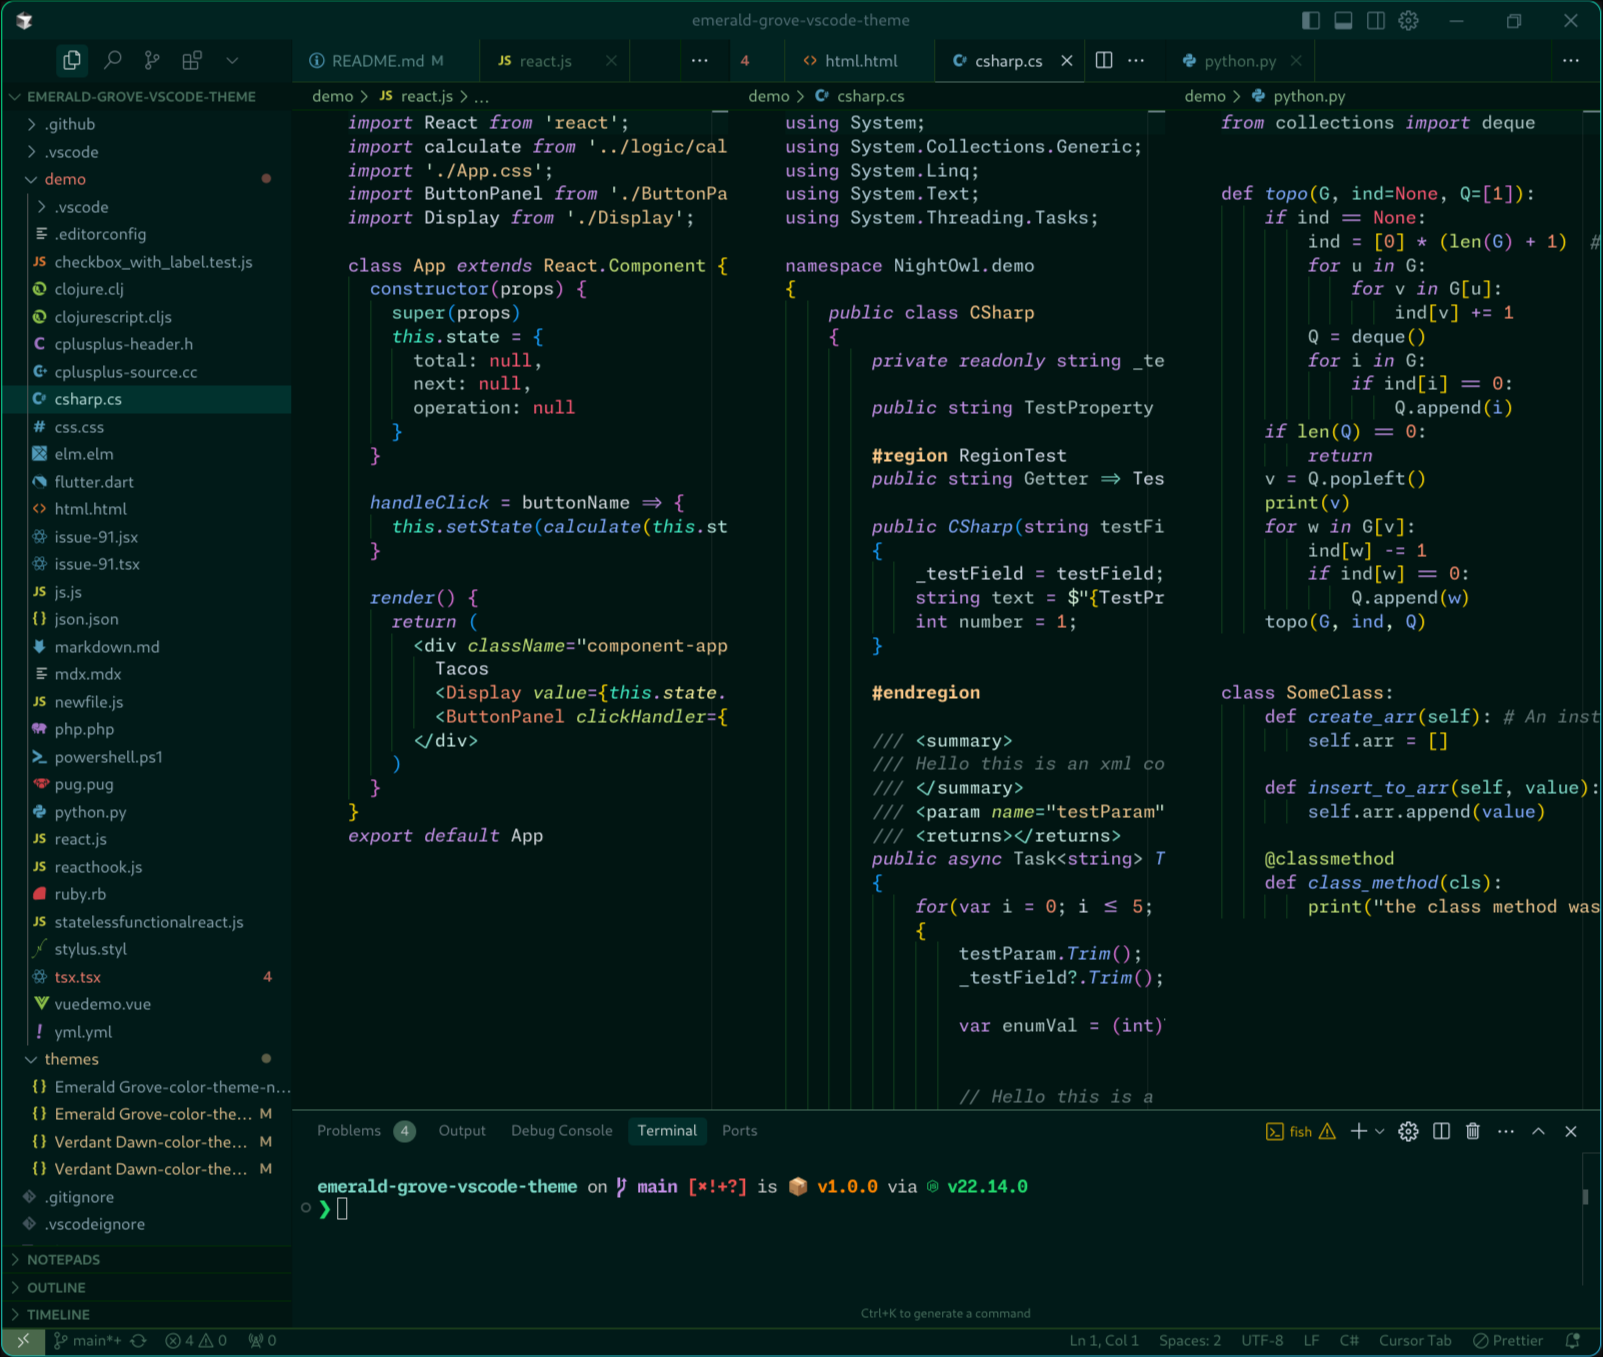 emerald-grove-vscode-theme
README.md M
JS react.js
4
html.html
csharp.cs
python.py
EMERALD-GROVE-VSCODE-THEME
.github
.vscode
demo
.vscode
.editorconfig
JS checkbox_with_label.test.js
clojure.clj
clojurescript.cljs
cplusplus-header.h
cplusplus-source.cc
csharp.cs
# css.css
elm.elm
flutter.dart
html.html
issue-91.jsx
issue-91.tsx
JS js.js
{} json.json
markdown.md
mdx.mdx
JS newfile.js
php.php
powershell.ps1
pug.pug
python.py
JS react.js
JS reacthook.js
ruby.rb
JS statelessfunctionalreact.js
stylus.styl
tsx.tsx 4
vuedemo.vue
! yml.yml
themes
{} Emerald Grove-color-theme-n...
{} Emerald Grove-color-the... M
{} Verdant Dawn-color-the... M
{} Verdant Dawn-color-the... M
.gitignore
.vscodeignore
NOTEPADS
OUTLINE
TIMELINE
demo > JS react.js > ...
import React from 'react';
import calculate from '../logic/cal
import './App.css';
import ButtonPanel from './ButtonPa
import Display from './Display';
class App extends React.Component {
constructor(props) {
super(props)
this.state = {
total: null,
next: null,
operation: null
}
}
handleClick = buttonName => {
this.setState(calculate(this.st
}
render() {
return (
<div className="component-app
Tacos
<Display value={this.state.
<ButtonPanel clickHandler={
</div>
)
}
}
export default App
demo > csharp.cs
using System;
using System.Collections.Generic;
using System.Linq;
using System.Text;
using System.Threading.Tasks;
namespace NightOwl.demo
{
public class CSharp
{
private readonly string _te
public string TestProperty
#region RegionTest
public string Getter => Tes
public CSharp(string testFi
{
_testField = testField;
string text = $"{TestPr
int number = 1;
}
#endregion
/// <summary>
/// Hello this is an xml co
/// </summary>
/// <param name="testParam"
/// <returns></returns>
public async Task<string> T
{
for(var i = 0; i <= 5;
{
testParam.Trim();
_testField?.Trim();
var enumVal = (int)
// Hello this is a
demo > python.py
from collections import deque
def topo(G, ind=None, Q=[1]):
if ind == None:
ind = [0] * (len(G) + 1) #
for u in G:
for v in G[u]:
ind[v] += 1
Q = deque()
for i in G:
if ind[i] == 0:
Q.append(i)
if len(Q) == 0:
return
v = Q.popleft()
print(v)
for w in G[v]:
ind[w] -= 1
if ind[w] == 0:
Q.append(w)
topo(G, ind, Q)
class SomeClass:
def create_arr(self): # An inst
self.arr = []
def insert_to_arr(self, value):
self.arr.append(value)
@classmethod
def class_method(cls):
print("the class method was
Problems 4 Output Debug Console Terminal Ports
fish
emerald-grove-vscode-theme on main [×!+?] is v1.0.0 via v22.14.0
❯
Ctrl+K to generate a command
main*+ 4 0 0
Ln 1, Col 1 Spaces: 2 UTF-8 LF C# Cursor Tab Prettier